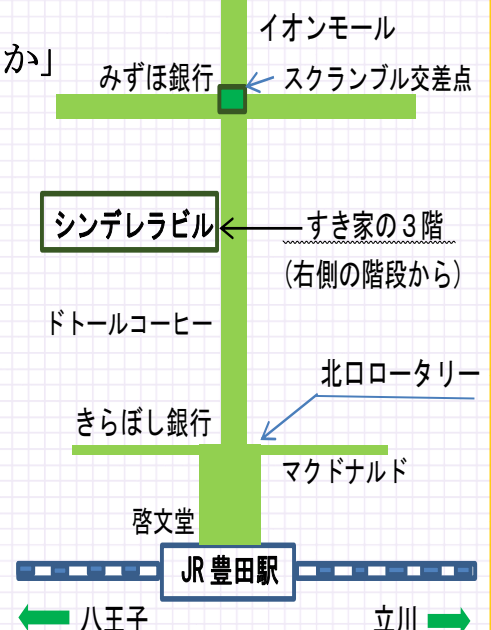 イオンモール
か」
みずほ銀行
スクランブル交差点
シンデレラビル
すき家の3階
(右側の階段から)
ドトールコーヒー
北口ロータリー
きらぼし銀行
マクドナルド
啓文堂
JR豊田駅
八王子
立川